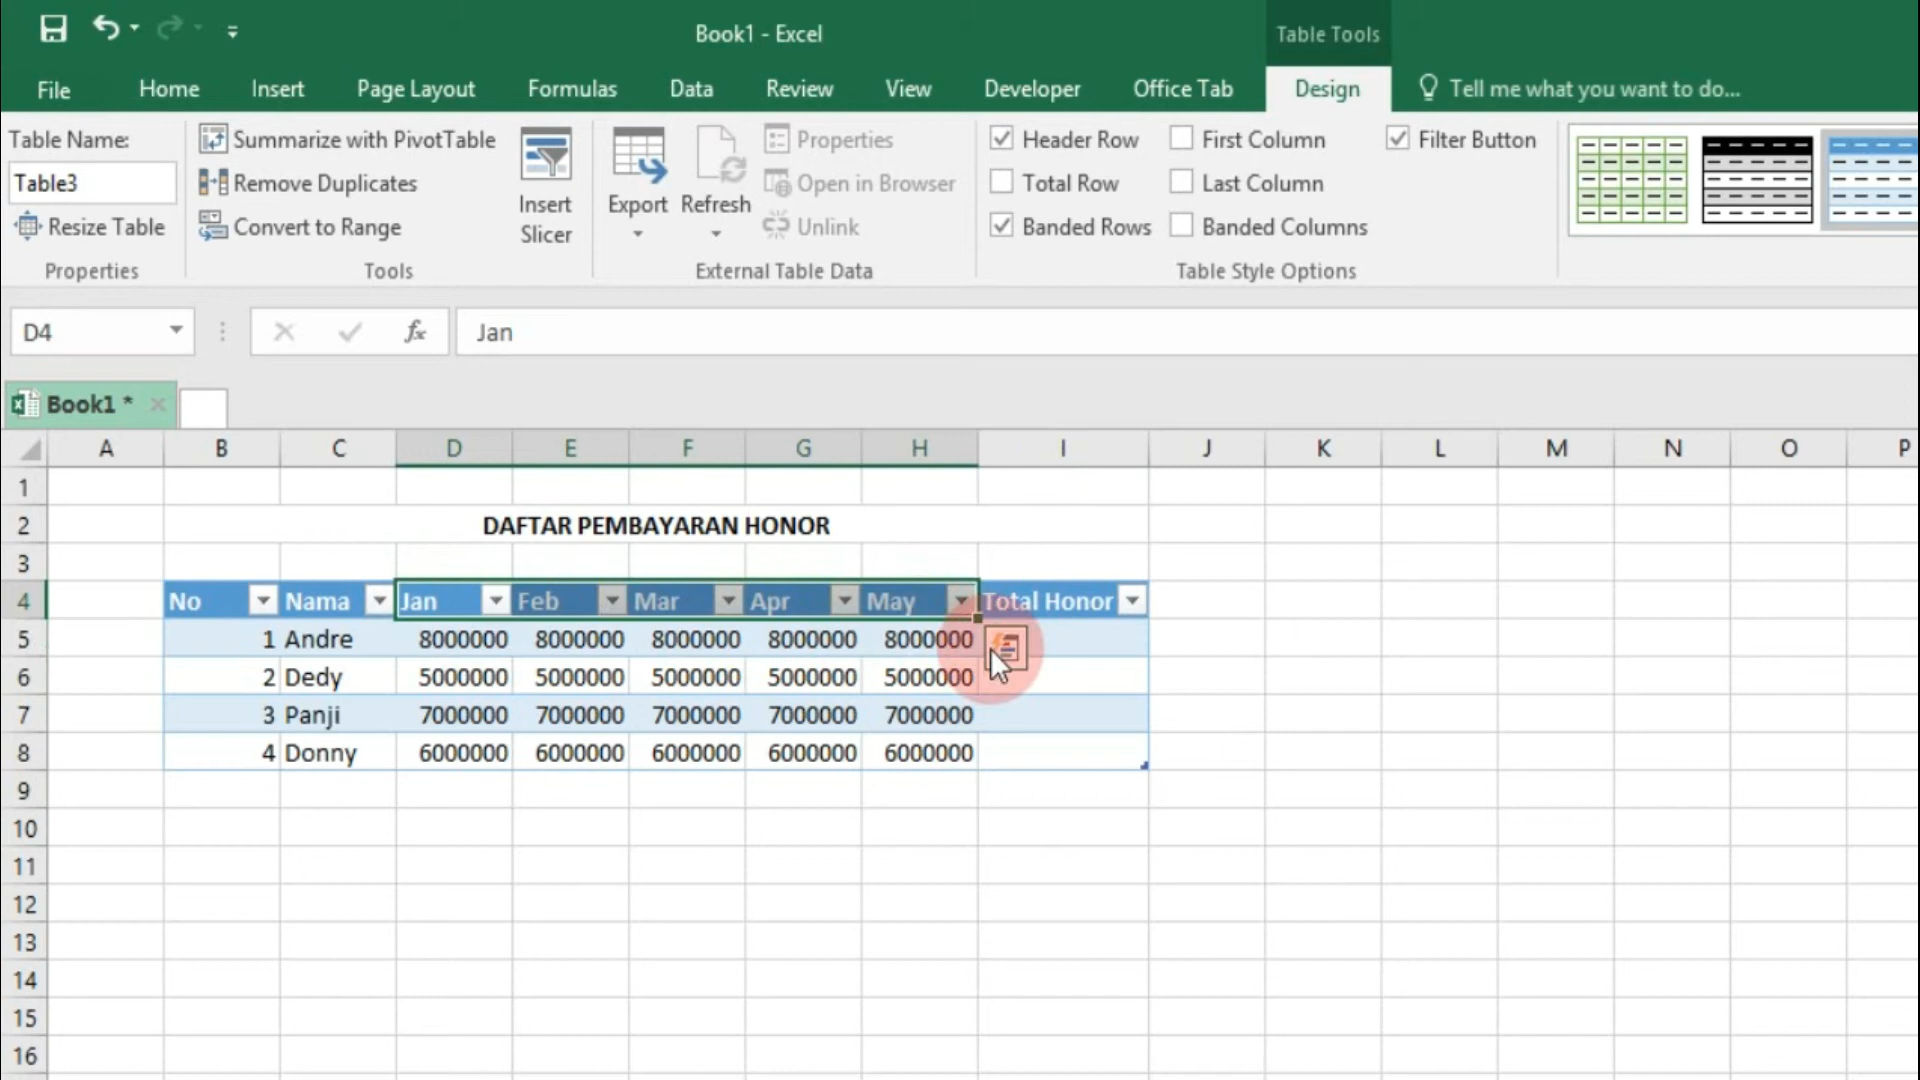 Book1 - Excel
Table Tools
File Home Insert Page Layout Formulas Data Review View Developer Office Tab Design Tell me what you want to do...
Table Name:
Table3
Resize Table
Properties
Summarize with PivotTable
Remove Duplicates
Convert to Range
Tools
Insert
Slicer
Export
Refresh
Properties
Open in Browser
Unlink
External Table Data
Header Row
Total Row
Banded Rows
First Column
Last Column
Banded Columns
Filter Button
Table Style Options
D4 fx Jan
Book1 *
A B C D E F G H I J K L M N O P
1
2 DAFTAR PEMBAYARAN HONOR
3
4 No Nama Jan Feb Mar Apr May Total Honor
5 1 Andre 8000000 8000000 8000000 8000000 8000000
6 2 Dedy 5000000 5000000 5000000 5000000 5000000
7 3 Panji 7000000 7000000 7000000 7000000 7000000
8 4 Donny 6000000 6000000 6000000 6000000 6000000
9
10
11
12
13
14
15
16